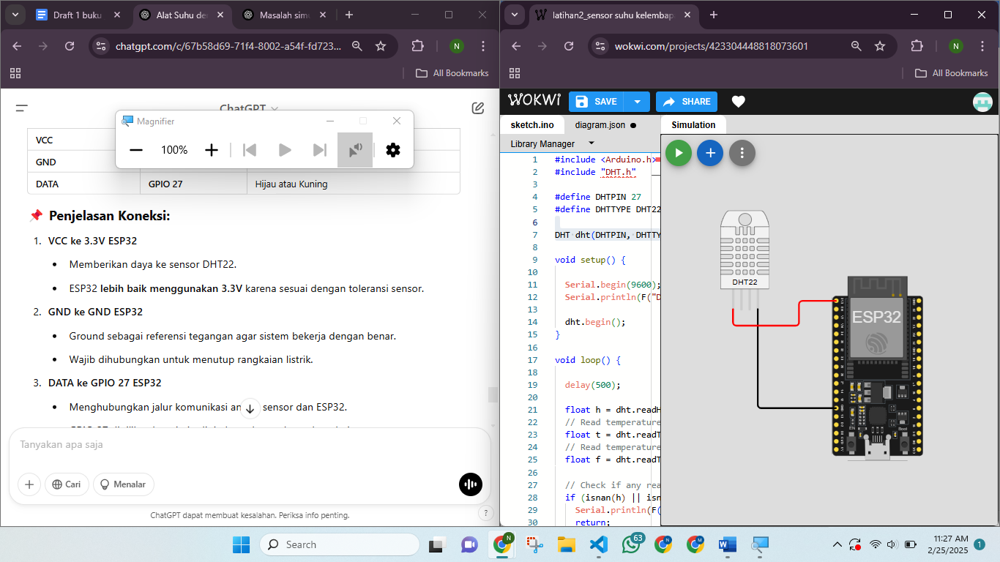 Draft 1 buku
Alat Suhu de
Masalah sim
chatgpt.com/c/67b58d69-71f4-8002-a54f-fd723...
N
All Bookmarks
ChatGPT
Magnifier
100%
VCC
GND
DATA GPIO 27 Hijau atau Kuning
📌 Penjelasan Koneksi:
1. VCC ke 3.3V ESP32
• Memberikan daya ke sensor DHT22.
• ESP32 lebih baik menggunakan 3.3V karena sesuai dengan toleransi sensor.
2. GND ke GND ESP32
• Ground sebagai referensi tegangan agar sistem bekerja dengan benar.
• Wajib dihubungkan untuk menutup rangkaian listrik.
3. DATA ke GPIO 27 ESP32
• Menghubungkan jalur komunikasi an sensor dan ESP32.
Tanyakan apa saja
Cari
Menalar
ChatGPT dapat membuat kesalahan. Periksa info penting.
?
latihan2_sensor suhu kelembap
wokwi.com/projects/423304448818073601
N
All Bookmarks
WOKWI
SAVE
SHARE
sketch.ino
diagram.json
Simulation
Library Manager
1 #include <Arduino.h>
2 #include "DHT.h"
3
4 #define DHTPIN 27
5 #define DHTTYPE DHT22
6
7 DHT dht(DHTPIN, DHTTY
8
9 void setup() {
10
11 Serial.begin(9600);
12 Serial.println(F("D
13
14 dht.begin();
15 }
16
17 void loop() {
18
19 delay(500);
20
21 float h = dht.readH
22 // Read temperature
23 float t = dht.readT
24 // Read temperature
25 float f = dht.readT
26
27 // Check if any rea
28 if (isnan(h) || isn
29 Serial.println(F(
30 return;
DHT22
ESP32
Search
63
11:27 AM
2/25/2025
1